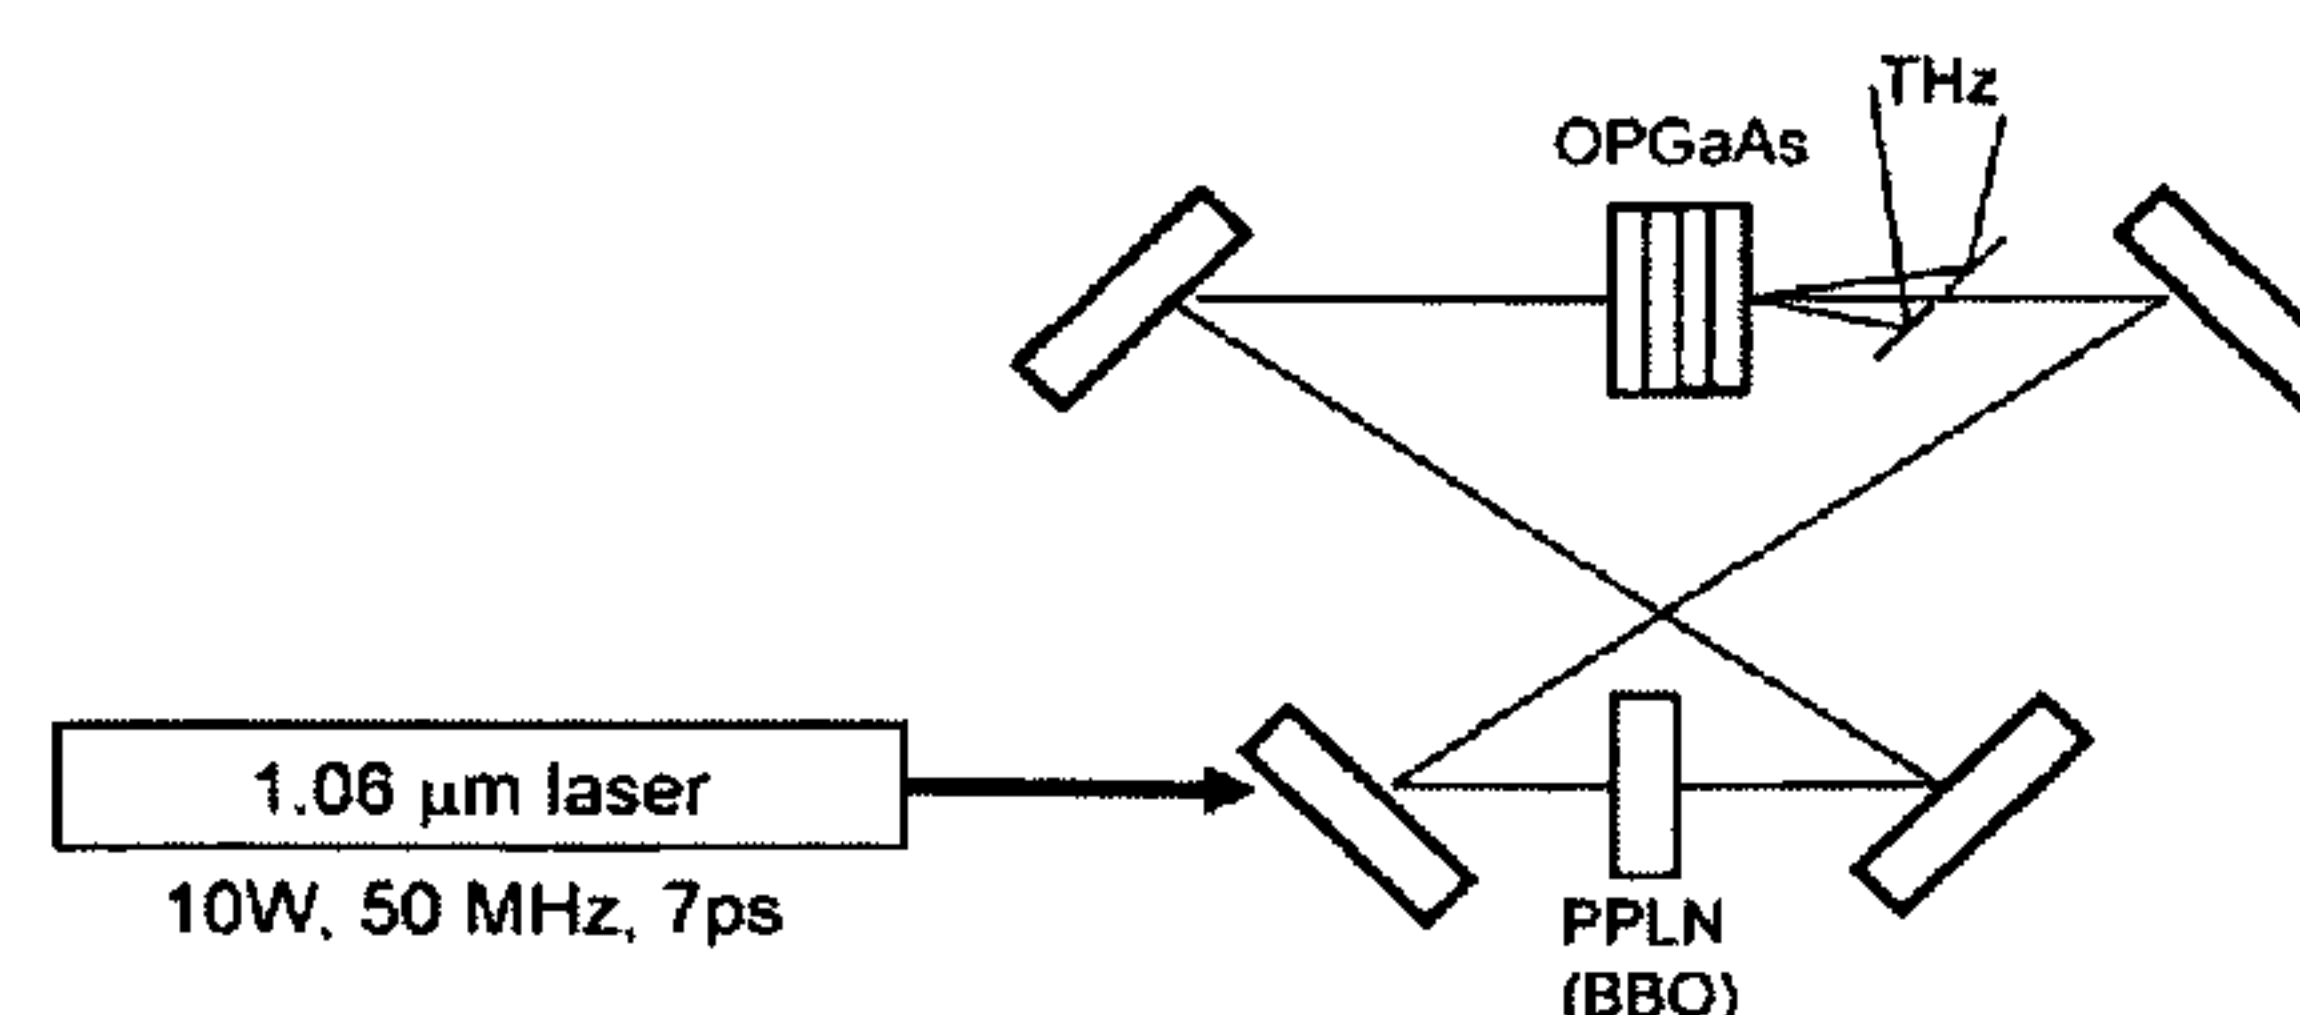 THz
OPGaAs
1.06 μm laser
10W, 50 MHz, 7ps
PPLN
(BBO)